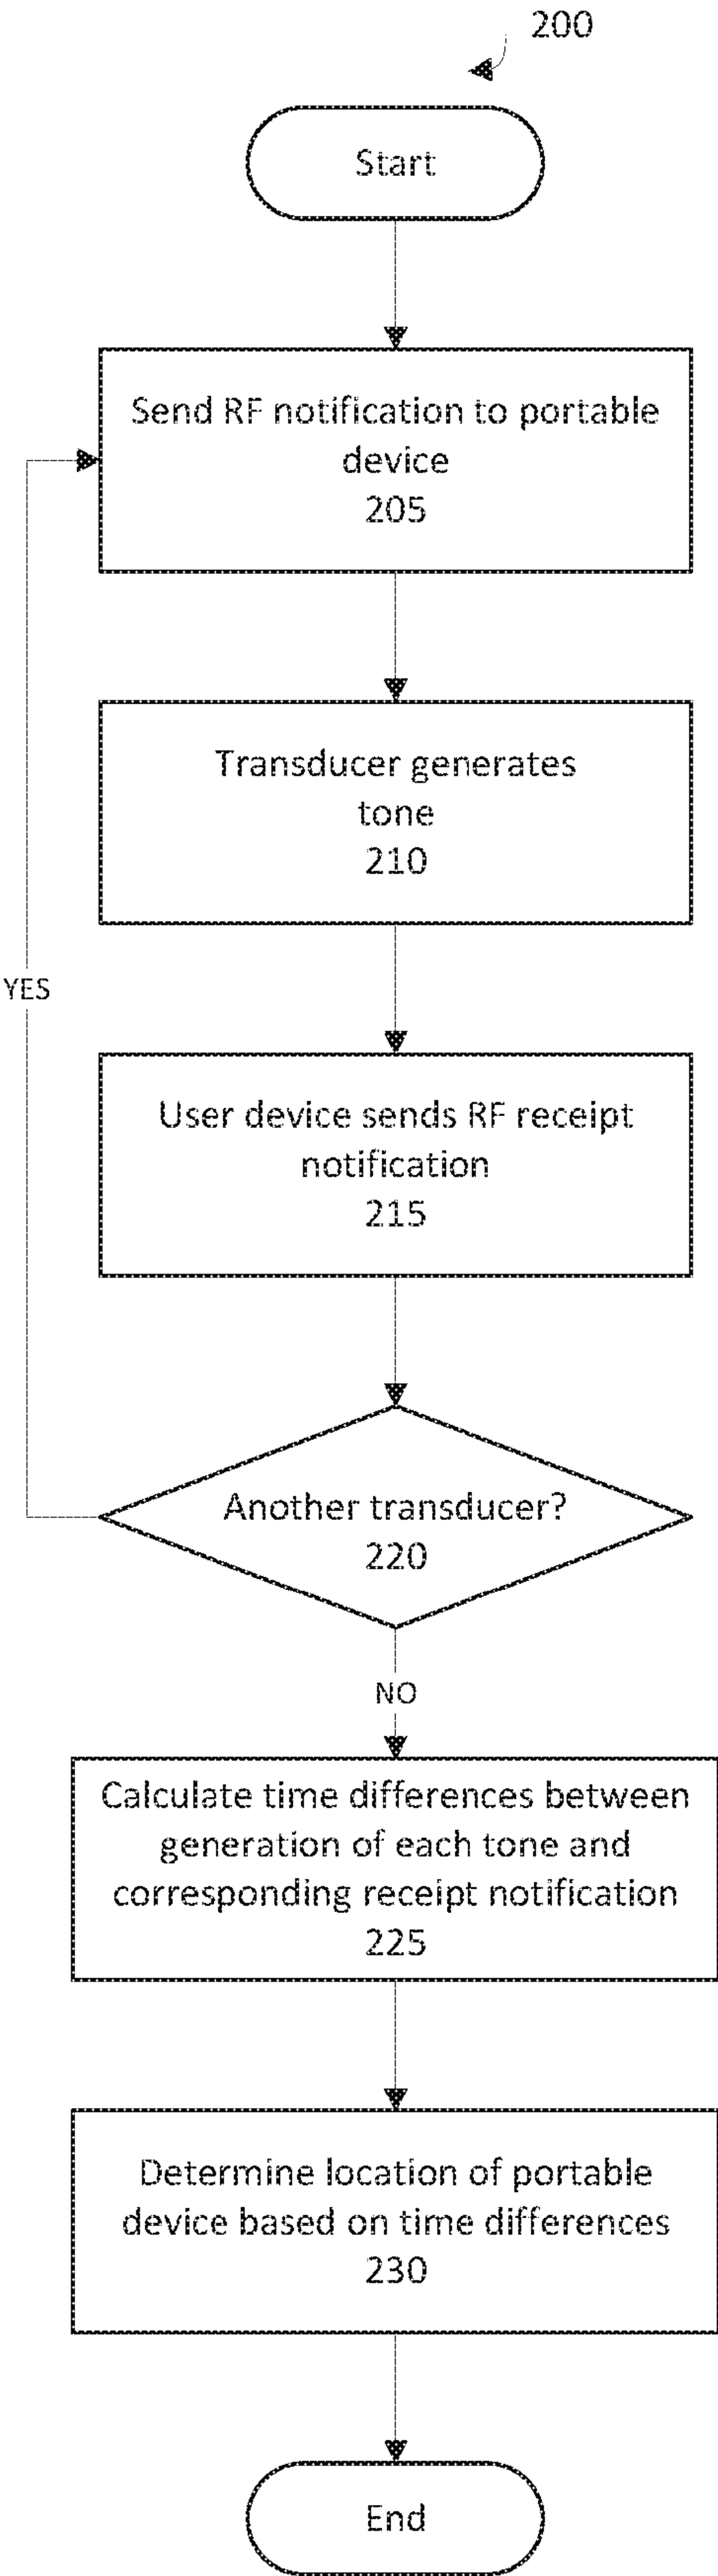 200
Start
Send RF notification to portable
device
205
Transducer generates
tone
210
YES
User device sends RF receipt
notification
215
Another transducer?
220
NO
Calculate time differences between
generation of each tone and
corresponding receipt notification
225
Determine location of portable
device based on time differences
230
End